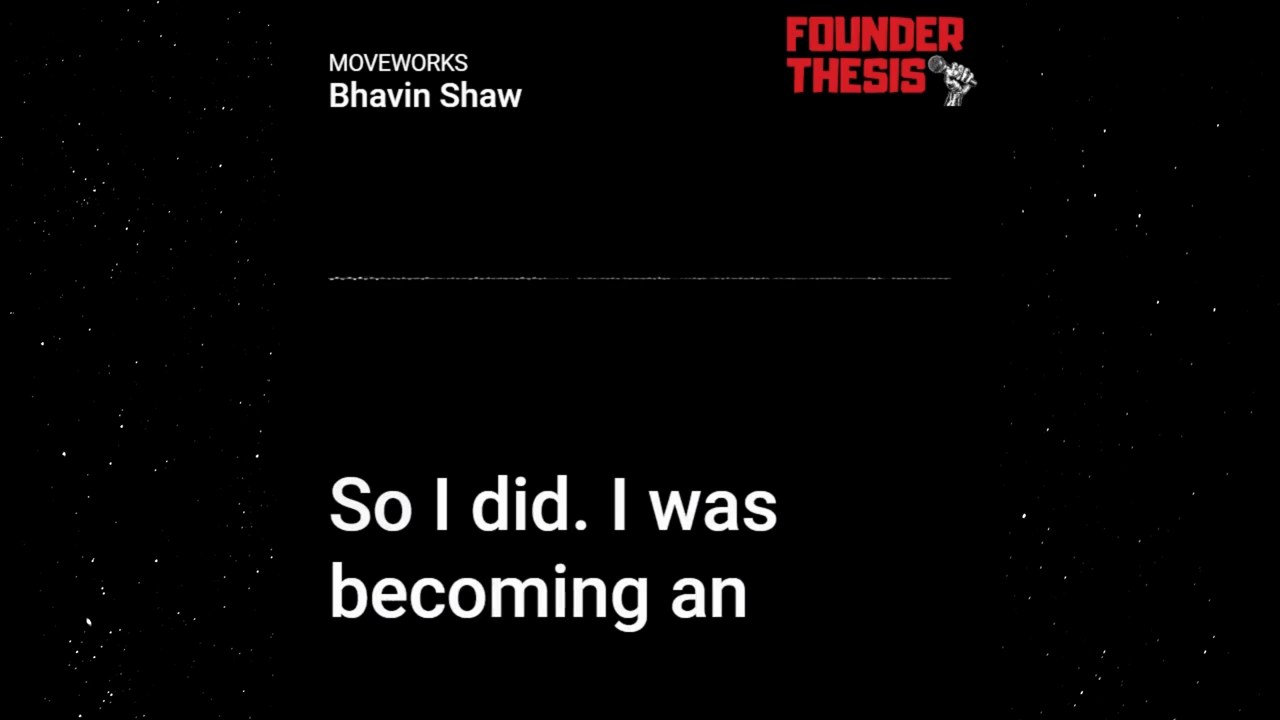 MOVEWORKS
Bhavin Shaw
FOUNDER
THESIS
So I did. I was
becoming an